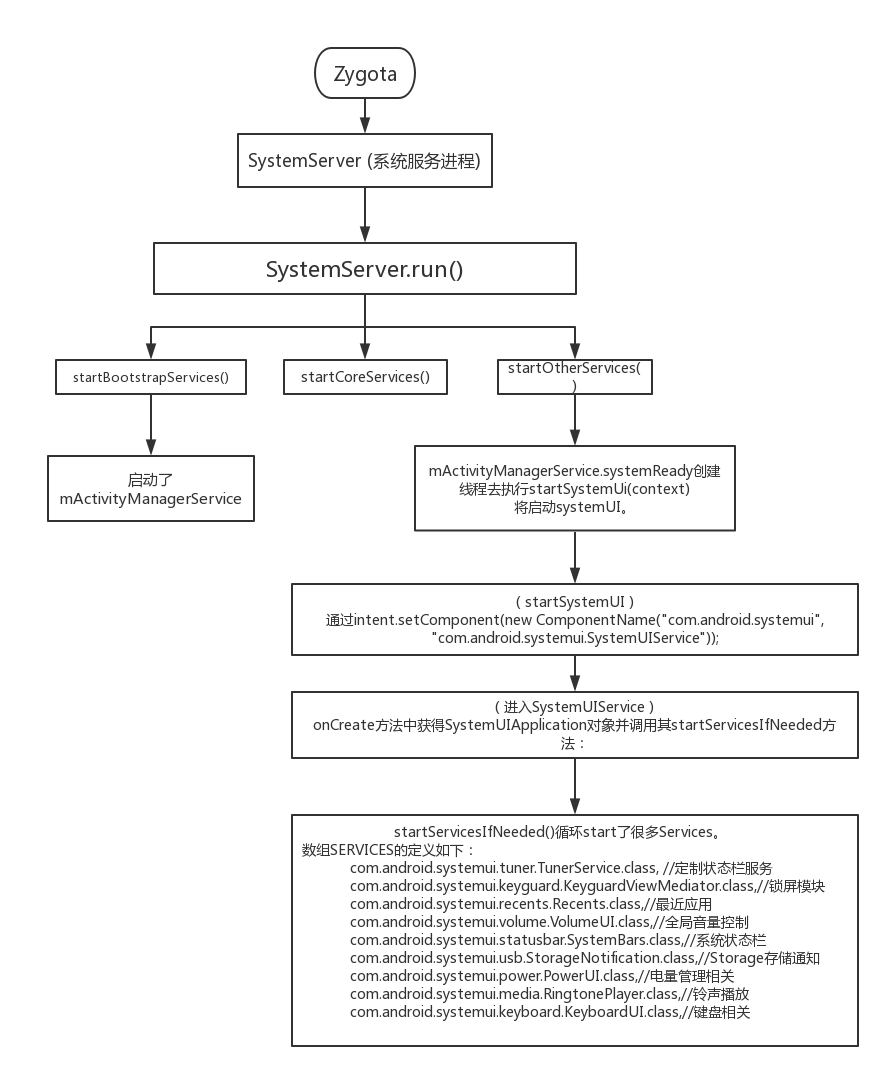 Zygota
SystemServer (系统服务进程)
SystemServer.run()
startBootstrapServices()
startCoreServices()
startOtherServices(
)
启动了
mActivityManagerService
mActivityManagerService.systemReady创建
线程去执行startSystemUi(context)
将启动systemUI。
( startSystemUI )
通过intent.setComponent(new ComponentName("com.android.systemui",
"com.android.systemui.SystemUIService"));
( 进入SystemUIService )
onCreate方法中获得SystemUIApplication对象并调用其startServicesIfNeeded方
法：
startServicesIfNeeded()循环start了很多Services。
数组SERVICES的定义如下：
com.android.systemui.tuner.TunerService.class, //定制状态栏服务
com.android.systemui.keyguard.KeyguardViewMediator.class,//锁屏模块
com.android.systemui.recents.Recents.class,//最近应用
com.android.systemui.volume.VolumeUI.class,//全局音量控制
com.android.systemui.statusbar.SystemBars.class,//系统状态栏
com.android.systemui.usb.StorageNotification.class,//Storage存储通知
com.android.systemui.power.PowerUI.class,//电量管理相关
com.android.systemui.media.RingtonePlayer.class,//铃声播放
com.android.systemui.keyboard.KeyboardUI.class,//键盘相关